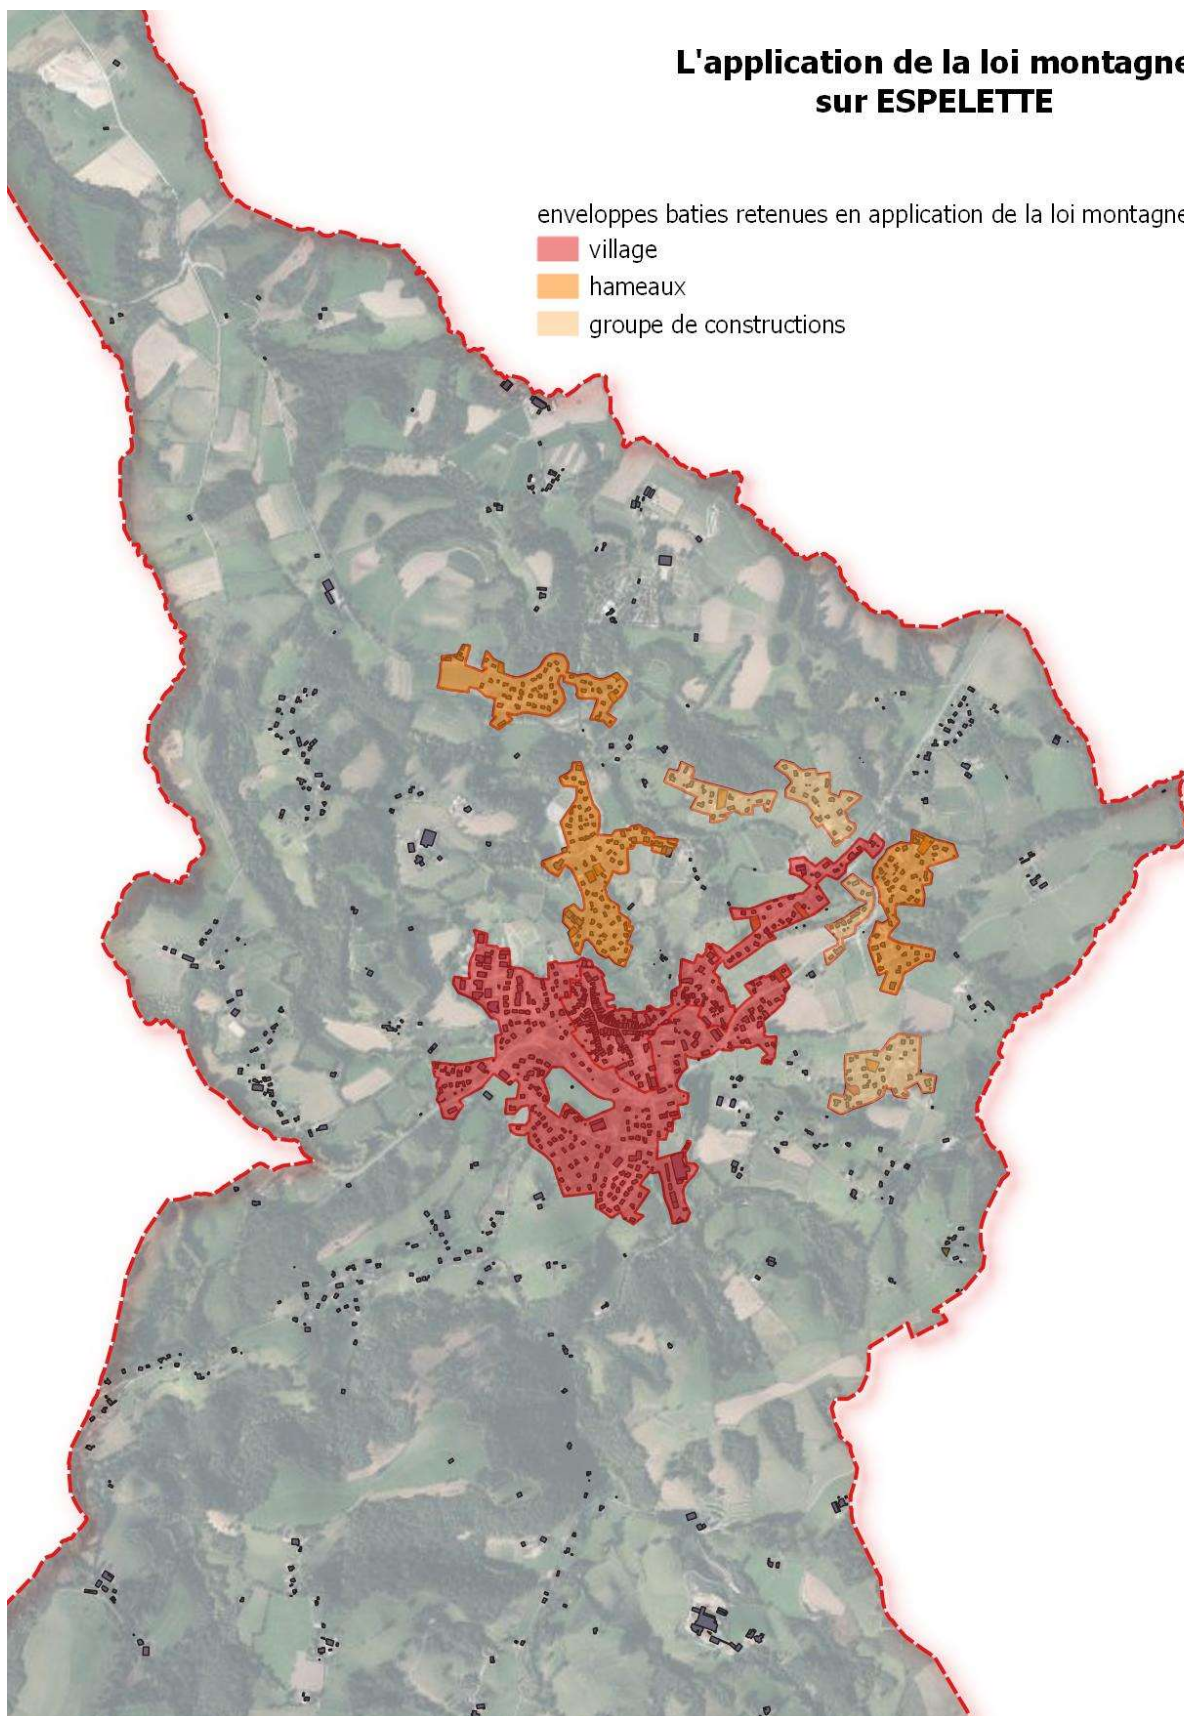 L'application de la loi montagne
sur ESPELETTE
enveloppes baties retenues en application de la loi montagne
village
hameaux
groupe de constructions